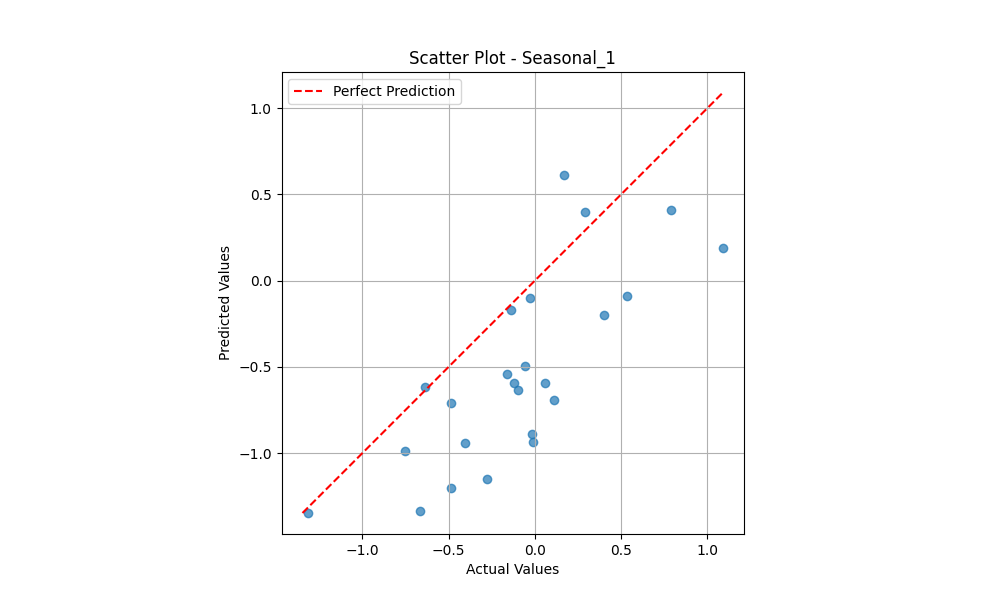 Scatter Plot - Seasonal_1
Perfect Prediction
1.0
0.5
0.0
−0.5
−1.0
Predicted Values
−1.0 −0.5 0.0 0.5 1.0
Actual Values